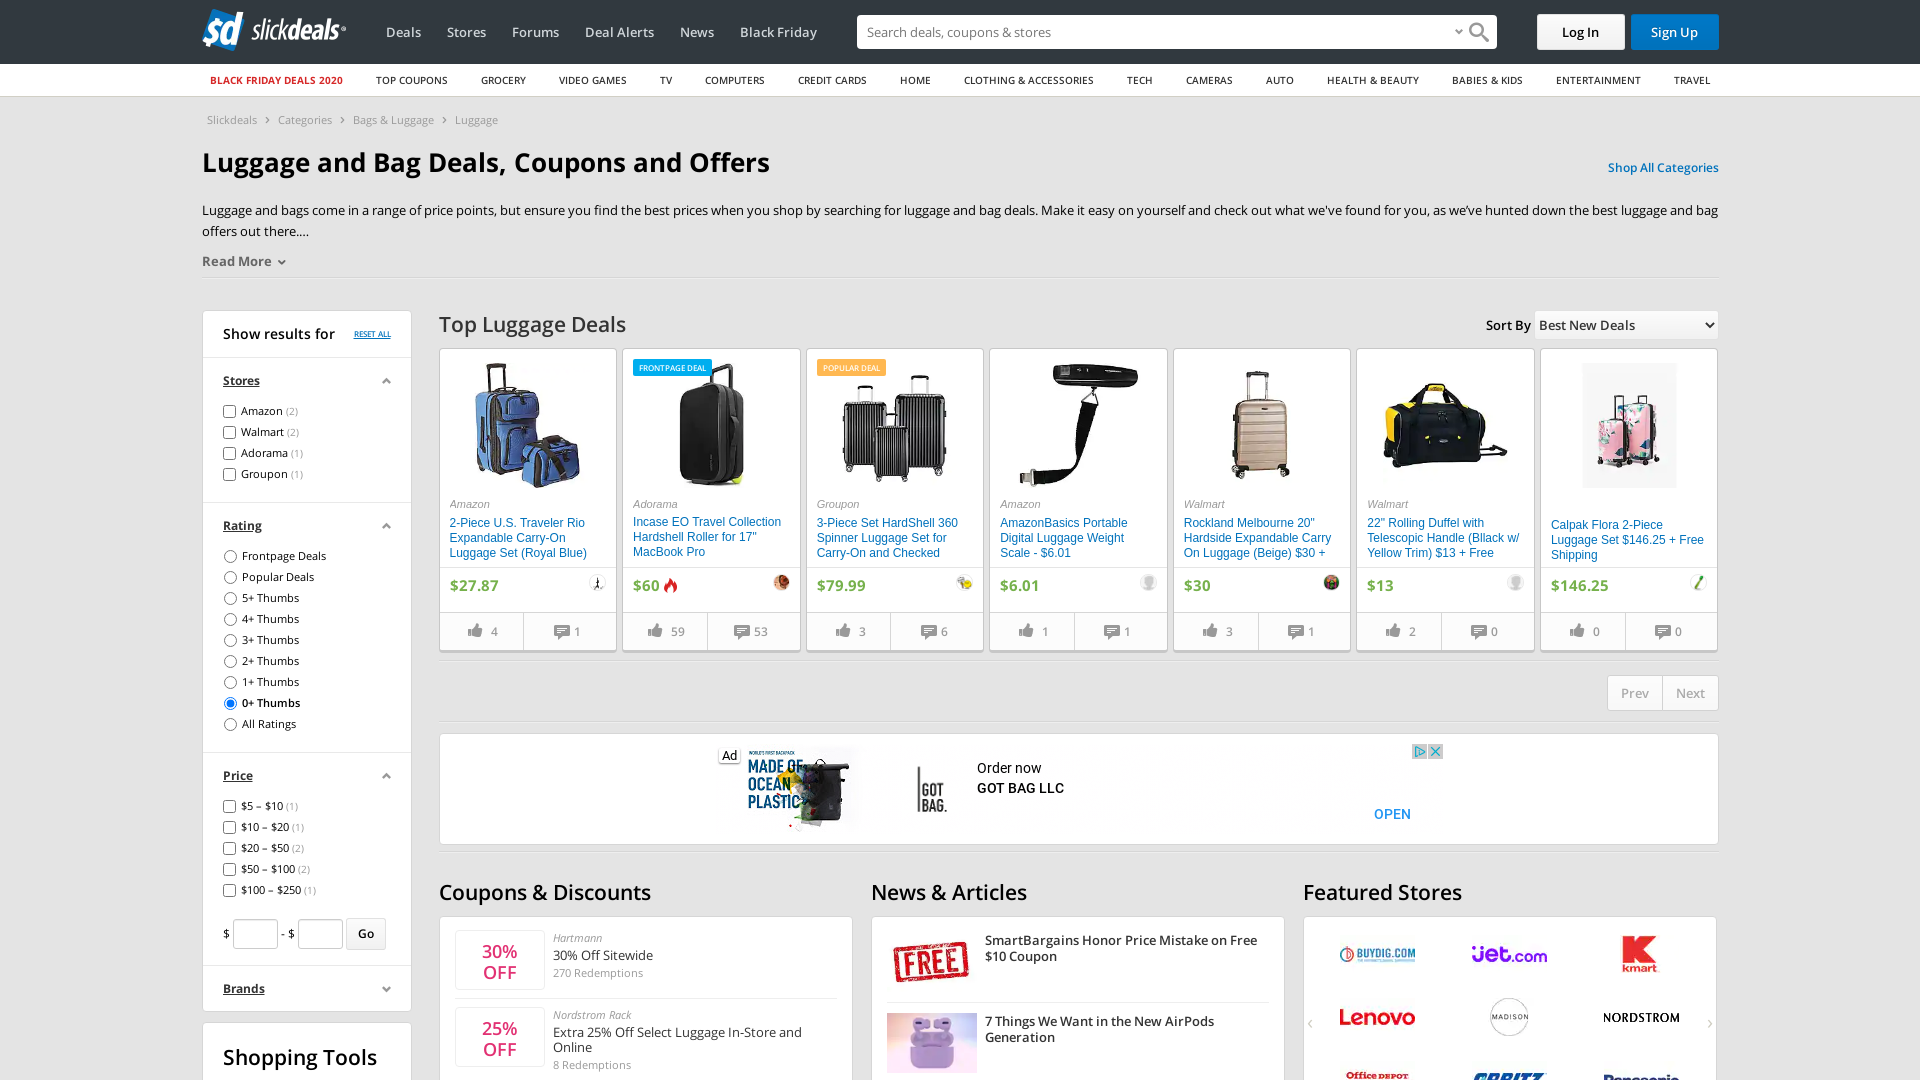 sd slickdeals
Deals Stores Forums Deal Alerts News Black Friday
Search deals, coupons & stores
Log In Sign Up
BLACK FRIDAY DEALS 2020 TOP COUPONS GROCERY VIDEO GAMES TV COMPUTERS CREDIT CARDS HOME CLOTHING & ACCESSORIES TECH CAMERAS AUTO HEALTH & BEAUTY BABIES & KIDS ENTERTAINMENT TRAVEL
Slickdeals > Categories > Bags & Luggage > Luggage
Luggage and Bag Deals, Coupons and Offers
Shop All Categories
Luggage and bags come in a range of price points, but ensure you find the best prices when you shop by searching for luggage and bag deals. Make it easy on yourself and check out what we've found for you, as we’ve hunted down the best luggage and bag
offers out there....
Read More
Show results for RESET ALL
Stores
Amazon (2)
Walmart (2)
Adorama (1)
Groupon (1)
Rating
Frontpage Deals
Popular Deals
5+ Thumbs
4+ Thumbs
3+ Thumbs
2+ Thumbs
1+ Thumbs
0+ Thumbs
All Ratings
Price
$5 – $10 (1)
$10 – $20 (1)
$20 – $50 (2)
$50 – $100 (2)
$100 – $250 (1)
$ - $ Go
Brands
Shopping Tools
Top Luggage Deals
Sort By Best New Deals
Amazon
2-Piece U.S. Traveler Rio
Expandable Carry-On
Luggage Set (Royal Blue)
$27.87
4 1
FRONTPAGE DEAL
Adorama
Incase EO Travel Collection
Hardshell Roller for 17"
MacBook Pro
$60
59 53
POPULAR DEAL
Groupon
3-Piece Set HardShell 360
Spinner Luggage Set for
Carry-On and Checked
$79.99
3 6
Amazon
AmazonBasics Portable
Digital Luggage Weight
Scale - $6.01
$6.01
1 1
Walmart
Rockland Melbourne 20"
Hardside Expandable Carry
On Luggage (Beige) $30 +
$30
3 1
Walmart
22" Rolling Duffel with
Telescopic Handle (Bllack w/
Yellow Trim) $13 + Free
$13
2 0
Calpak Flora 2-Piece
Luggage Set $146.25 + Free
Shipping
$146.25
0 0
Prev Next
Ad
WORLD'S FIRST BACKPACK
MADE OF
OCEAN
PLASTIC
GOT
BAG.
Order now
GOT BAG LLC
OPEN
Coupons & Discounts
30%
OFF
Hartmann
30% Off Sitewide
270 Redemptions
25%
OFF
Nordstrom Rack
Extra 25% Off Select Luggage In-Store and
Online
8 Redemptions
News & Articles
FREE
SmartBargains Honor Price Mistake on Free
$10 Coupon
7 Things We Want in the New AirPods
Generation
Featured Stores
BUYDIG.COM Jet.com Kmart
Lenovo MADISON NORDSTROM
Office DEPOT ORBITZ Panasonic